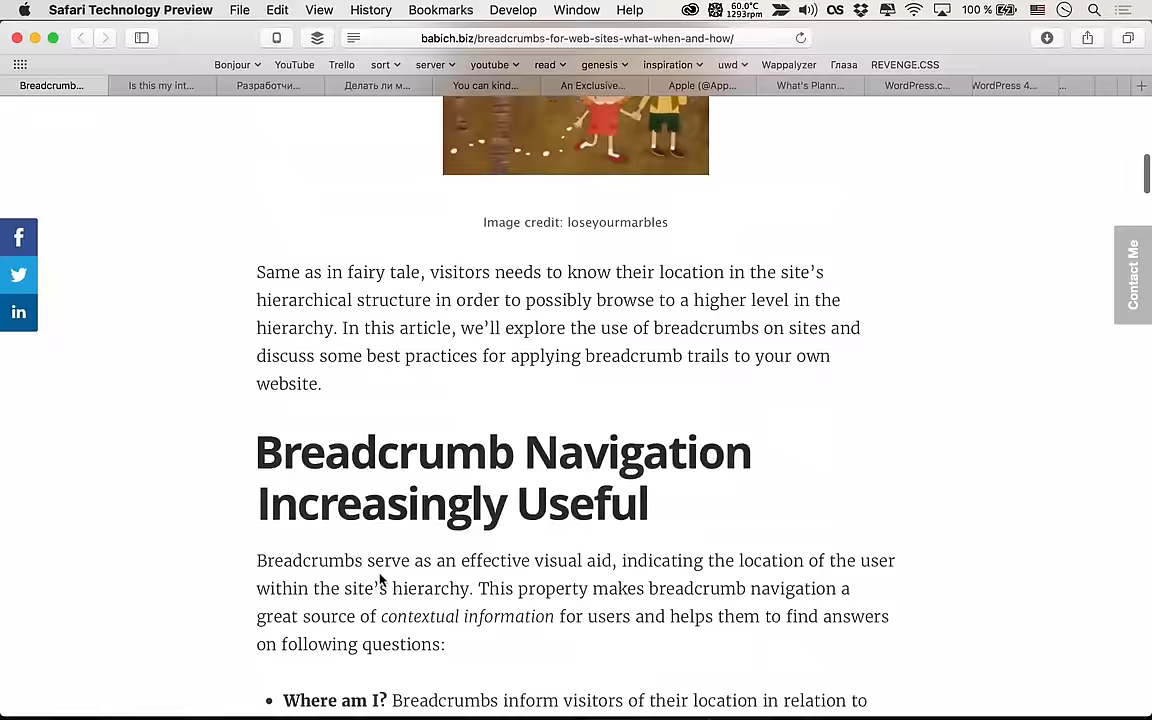 Safari Technology Preview File Edit View History Bookmarks Develop Window Help 60.0°C 1293rpm 100 %
babich.biz/breadcrumbs-for-web-sites-what-when-and-how/
Bonjour YouTube Trello sort server youtube read genesis inspiration uwd Wappalyzer Глаза REVENGE.CSS
Breadcrumb... Is this my int... Разработчи... Делать ли м... You can kind... An Exclusive... Apple (@App... What's Plann... WordPress.c... WordPress 4... ...
Image credit: loseyourmarbles
Same as in fairy tale, visitors needs to know their location in the site's
hierarchical structure in order to possibly browse to a higher level in the
hierarchy. In this article, we'll explore the use of breadcrumbs on sites and
discuss some best practices for applying breadcrumb trails to your own
website.
Breadcrumb Navigation
Increasingly Useful
Breadcrumbs serve as an effective visual aid, indicating the location of the user
within the site's hierarchy. This property makes breadcrumb navigation a
great source of contextual information for users and helps them to find answers
on following questions:
• Where am I? Breadcrumbs inform visitors of their location in relation to
Contact Me